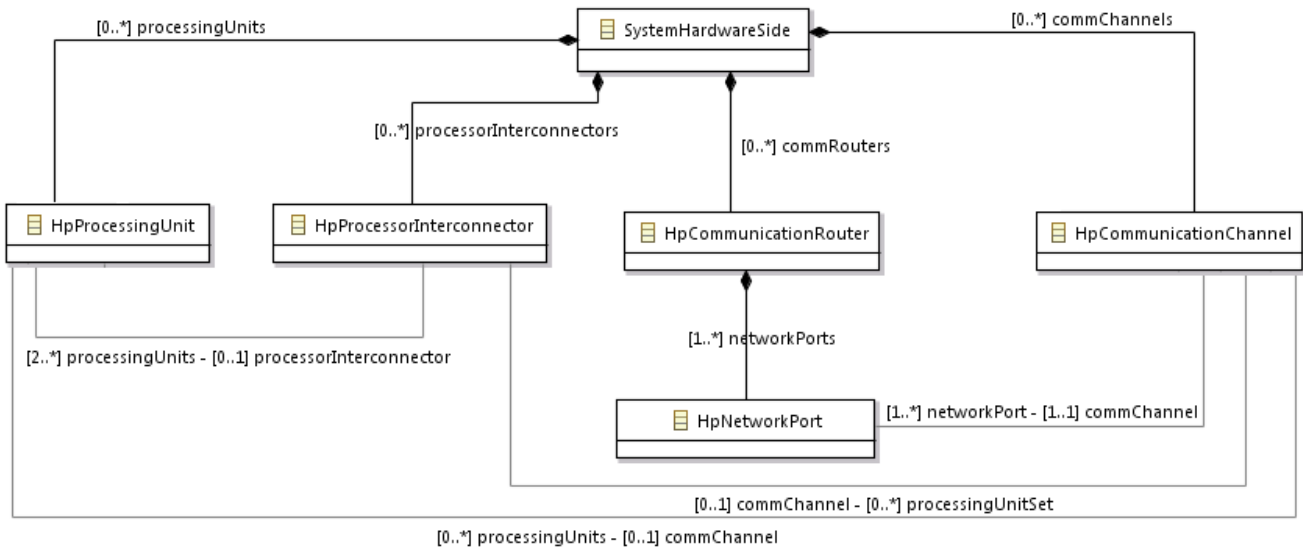 [0..*] processingUnits
SystemHardwareSide
[0..*] commChannels
[0..*] processorInterconnectors
[0..*] commRouters
HpProcessingUnit
HpProcessorInterconnector
HpCommunicationRouter
HpCommunicationChannel
[1..*] networkPorts
[2..*] processingUnits - [0..1] processorInterconnector
HpNetworkPort
[1..*] networkPort - [1..1] commChannel
[0..1] commChannel - [0..*] processingUnitSet
[0..*] processingUnits - [0..1] commChannel